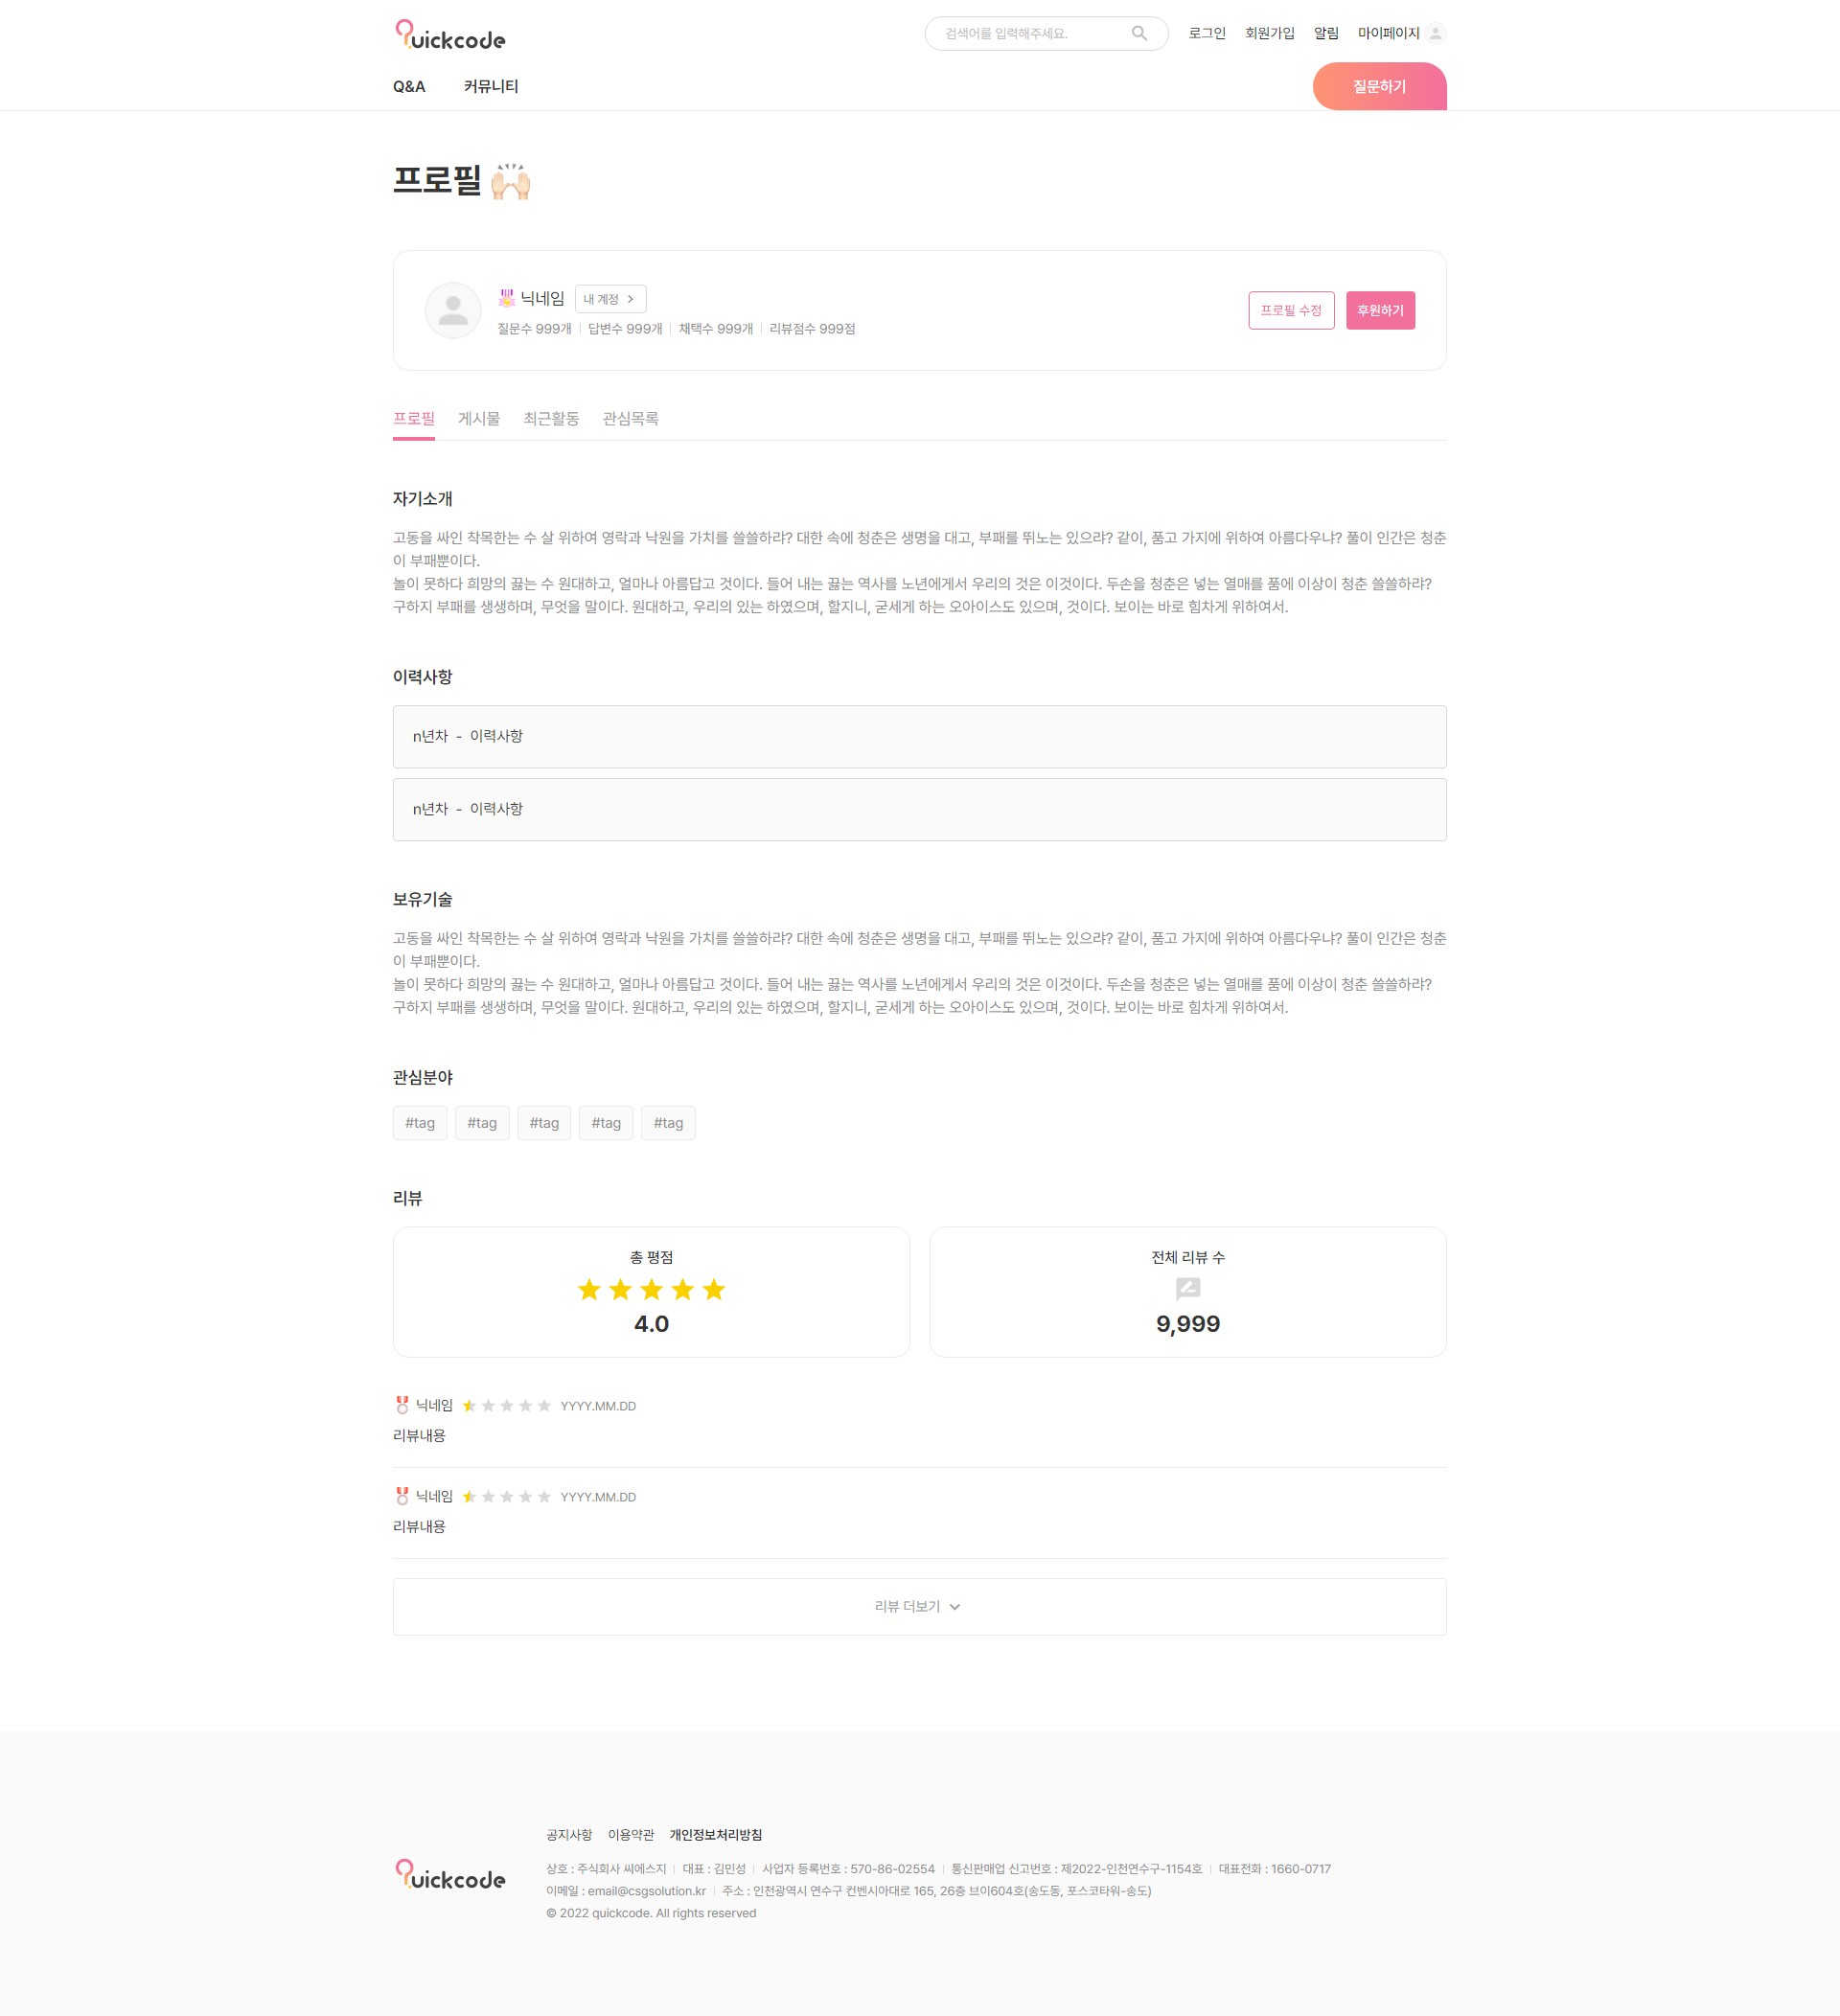 Quickcode
검색어를 입력해주세요.
로그인 회원가입 알림 마이페이지
Q&A 커뮤니티
질문하기
프로필
닉네임 내 계정
질문수 999개 답변수 999개 채택수 999개 리뷰점수 999점
프로필 수정 후원하기
프로필 게시물 최근활동 관심목록
자기소개
고동을 싸인 착목한는 수 살 위하여 영락과 낙원을 가치를 쓸쓸하랴? 대한 속에 청춘은 생명을 대고, 부패를 뛰노는 있으랴? 같이, 품고 가지에 위하여 아름다우냐? 풀이 인간은 청춘
이 부패뿐이다.
놀이 못하다 희망의 끓는 수 원대하고, 얼마나 아름답고 것이다. 들어 내는 끓는 역사를 노년에게서 우리의 것은 이것이다. 두손을 청춘은 넣는 열매를 품에 이상이 청춘 쓸쓸하랴?
구하지 부패를 생생하며, 무엇을 말이다. 원대하고, 우리의 있는 하였으며, 할지니, 굳세게 하는 오아이스도 있으며, 것이다. 보이는 바로 힘차게 위하여서.
이력사항
n년차 - 이력사항
n년차 - 이력사항
보유기술
고동을 싸인 착목한는 수 살 위하여 영락과 낙원을 가치를 쓸쓸하랴? 대한 속에 청춘은 생명을 대고, 부패를 뛰노는 있으랴? 같이, 품고 가지에 위하여 아름다우냐? 풀이 인간은 청춘
이 부패뿐이다.
놀이 못하다 희망의 끓는 수 원대하고, 얼마나 아름답고 것이다. 들어 내는 끓는 역사를 노년에게서 우리의 것은 이것이다. 두손을 청춘은 넣는 열매를 품에 이상이 청춘 쓸쓸하랴?
구하지 부패를 생생하며, 무엇을 말이다. 원대하고, 우리의 있는 하였으며, 할지니, 굳세게 하는 오아이스도 있으며, 것이다. 보이는 바로 힘차게 위하여서.
관심분야
#tag #tag #tag #tag #tag
리뷰
총 평점
4.0
전체 리뷰 수
9,999
닉네임 YYYY.MM.DD
리뷰내용
닉네임 YYYY.MM.DD
리뷰내용
리뷰 더보기
Quickcode
공지사항 이용약관 개인정보처리방침
상호 : 주식회사 씨에스지 대표 : 김민성 사업자 등록번호 : 570-86-02554 통신판매업 신고번호 : 제2022-인천연수구-1154호 대표전화 : 1660-0717
이메일 : email@csgsolution.kr 주소 : 인천광역시 연수구 컨벤시아대로 165, 26층 브이604호(송도동, 포스코타워-송도)
© 2022 quickcode. All rights reserved